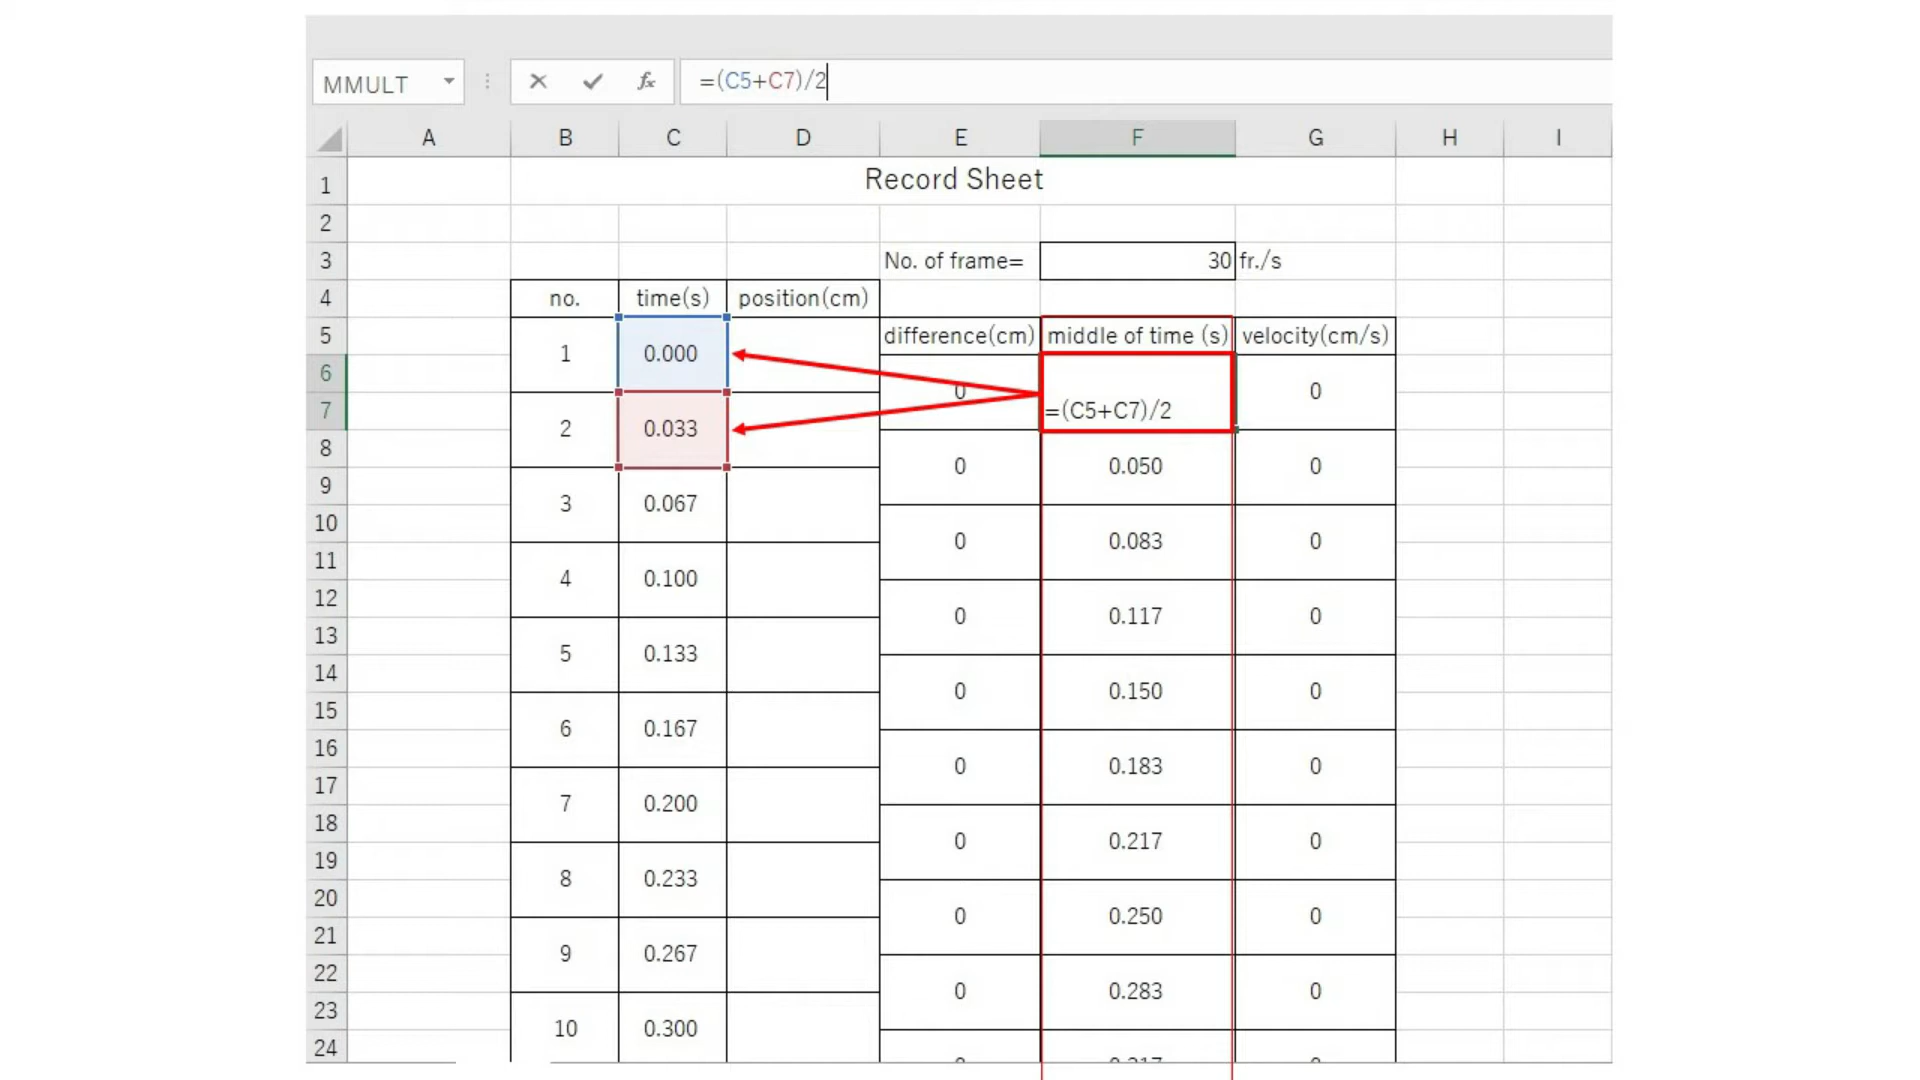 MMULT fx =(C5+C7)/2
A B C D E F G H I
1 Record Sheet
2
3 No. of frame= 30 fr./s
4 no. time(s) position(cm)
5 difference(cm) middle of time (s) velocity(cm/s)
1 0.000
6
0 =(C5+C7)/2 0
7
2 0.033
8
0 0.050 0
9
3 0.067
10
0 0.083 0
11
4 0.100
12
0 0.117 0
13
5 0.133
14
0 0.150 0
15
6 0.167
16
0 0.183 0
17
7 0.200
18
0 0.217 0
19
8 0.233
20
0 0.250 0
21
9 0.267
22
0 0.283 0
23
10 0.300
24
0 0.317 0